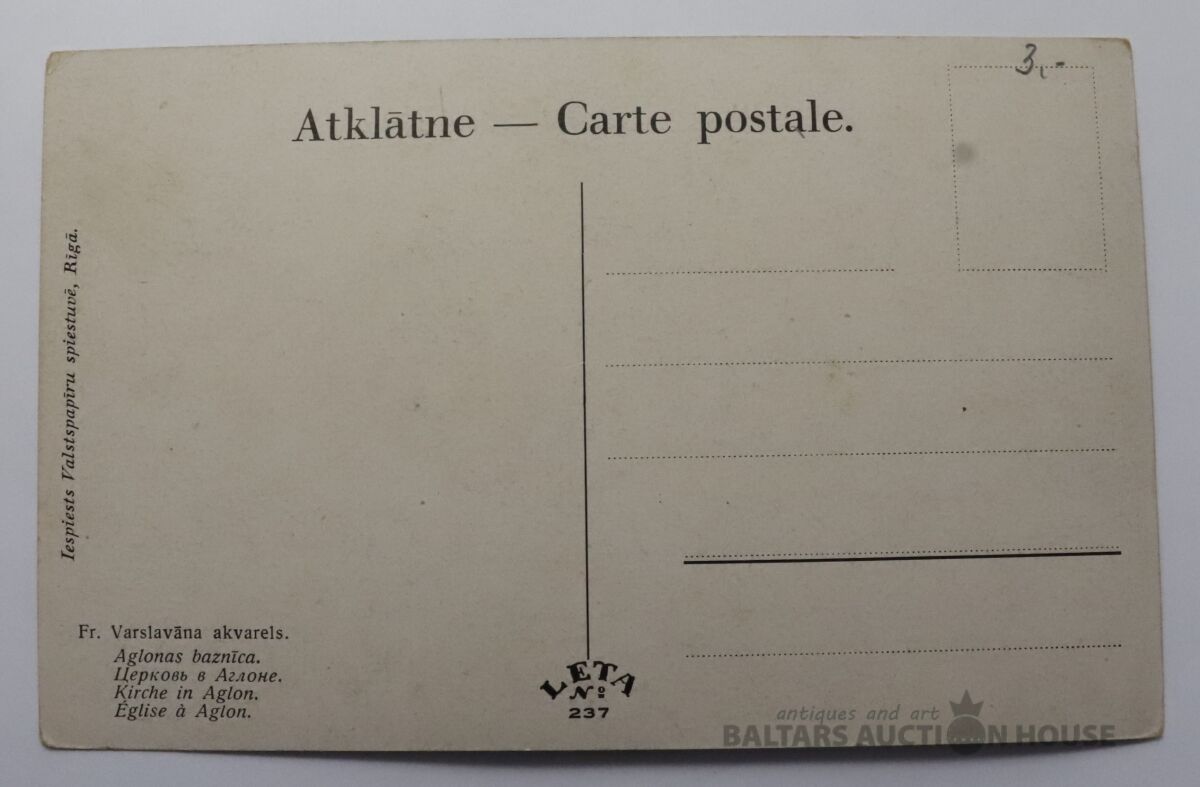 3,-
Atklātne — Carte postale.
Iespiests Valstspapīru spiestuvē, Rīgā.
Fr. Varslavāna akvarels.
Aglonas baznīca.
Церковь в Аглоне.
Kirche in Aglon.
Église à Aglon.
LETA
№
237
antiques and art
BALTARS AUCTION HOUSE